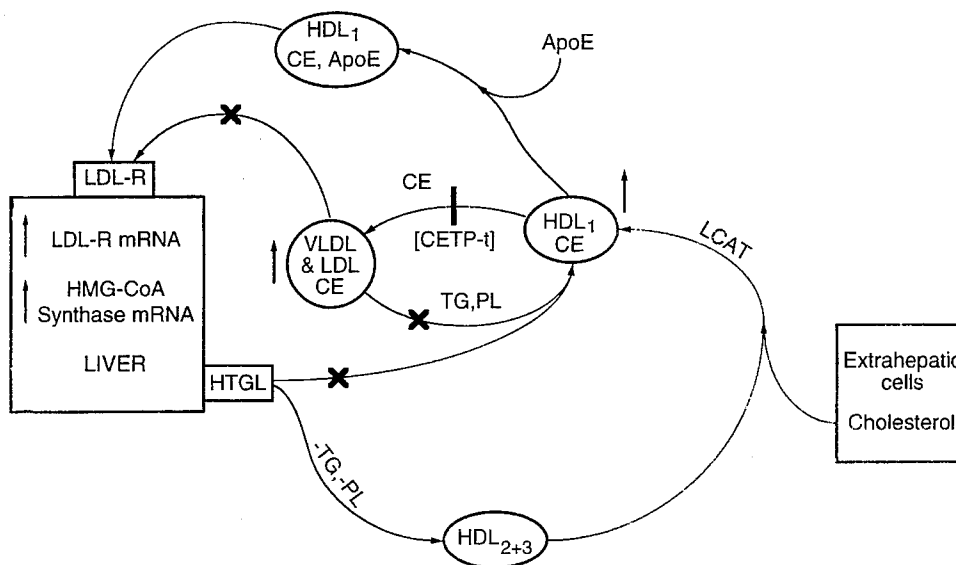 HDL1
CE, ApoE
ApoE
LDL-R
CE
[CETP-t]
HDL1
CE
LCAT
LDL-R mRNA
HMG-CoA
Synthase mRNA
LIVER
VLDL
& LDL
CE
TG,PL
HTGL
Extrahepatic
cells
Cholesterol
-TG,-PL
HDL2+3